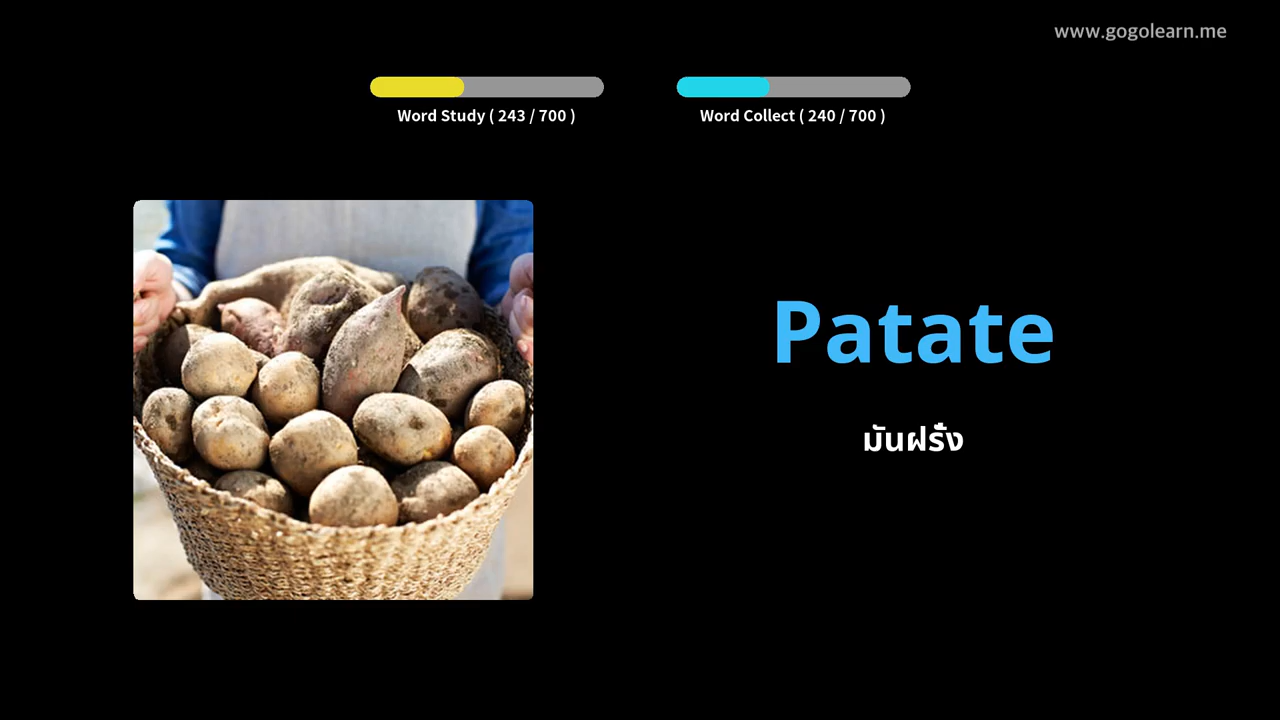 www.gogolearn.me
Word Study ( 243 / 700 )
Word Collect ( 240 / 700 )
Patate
มันฝรั่ง